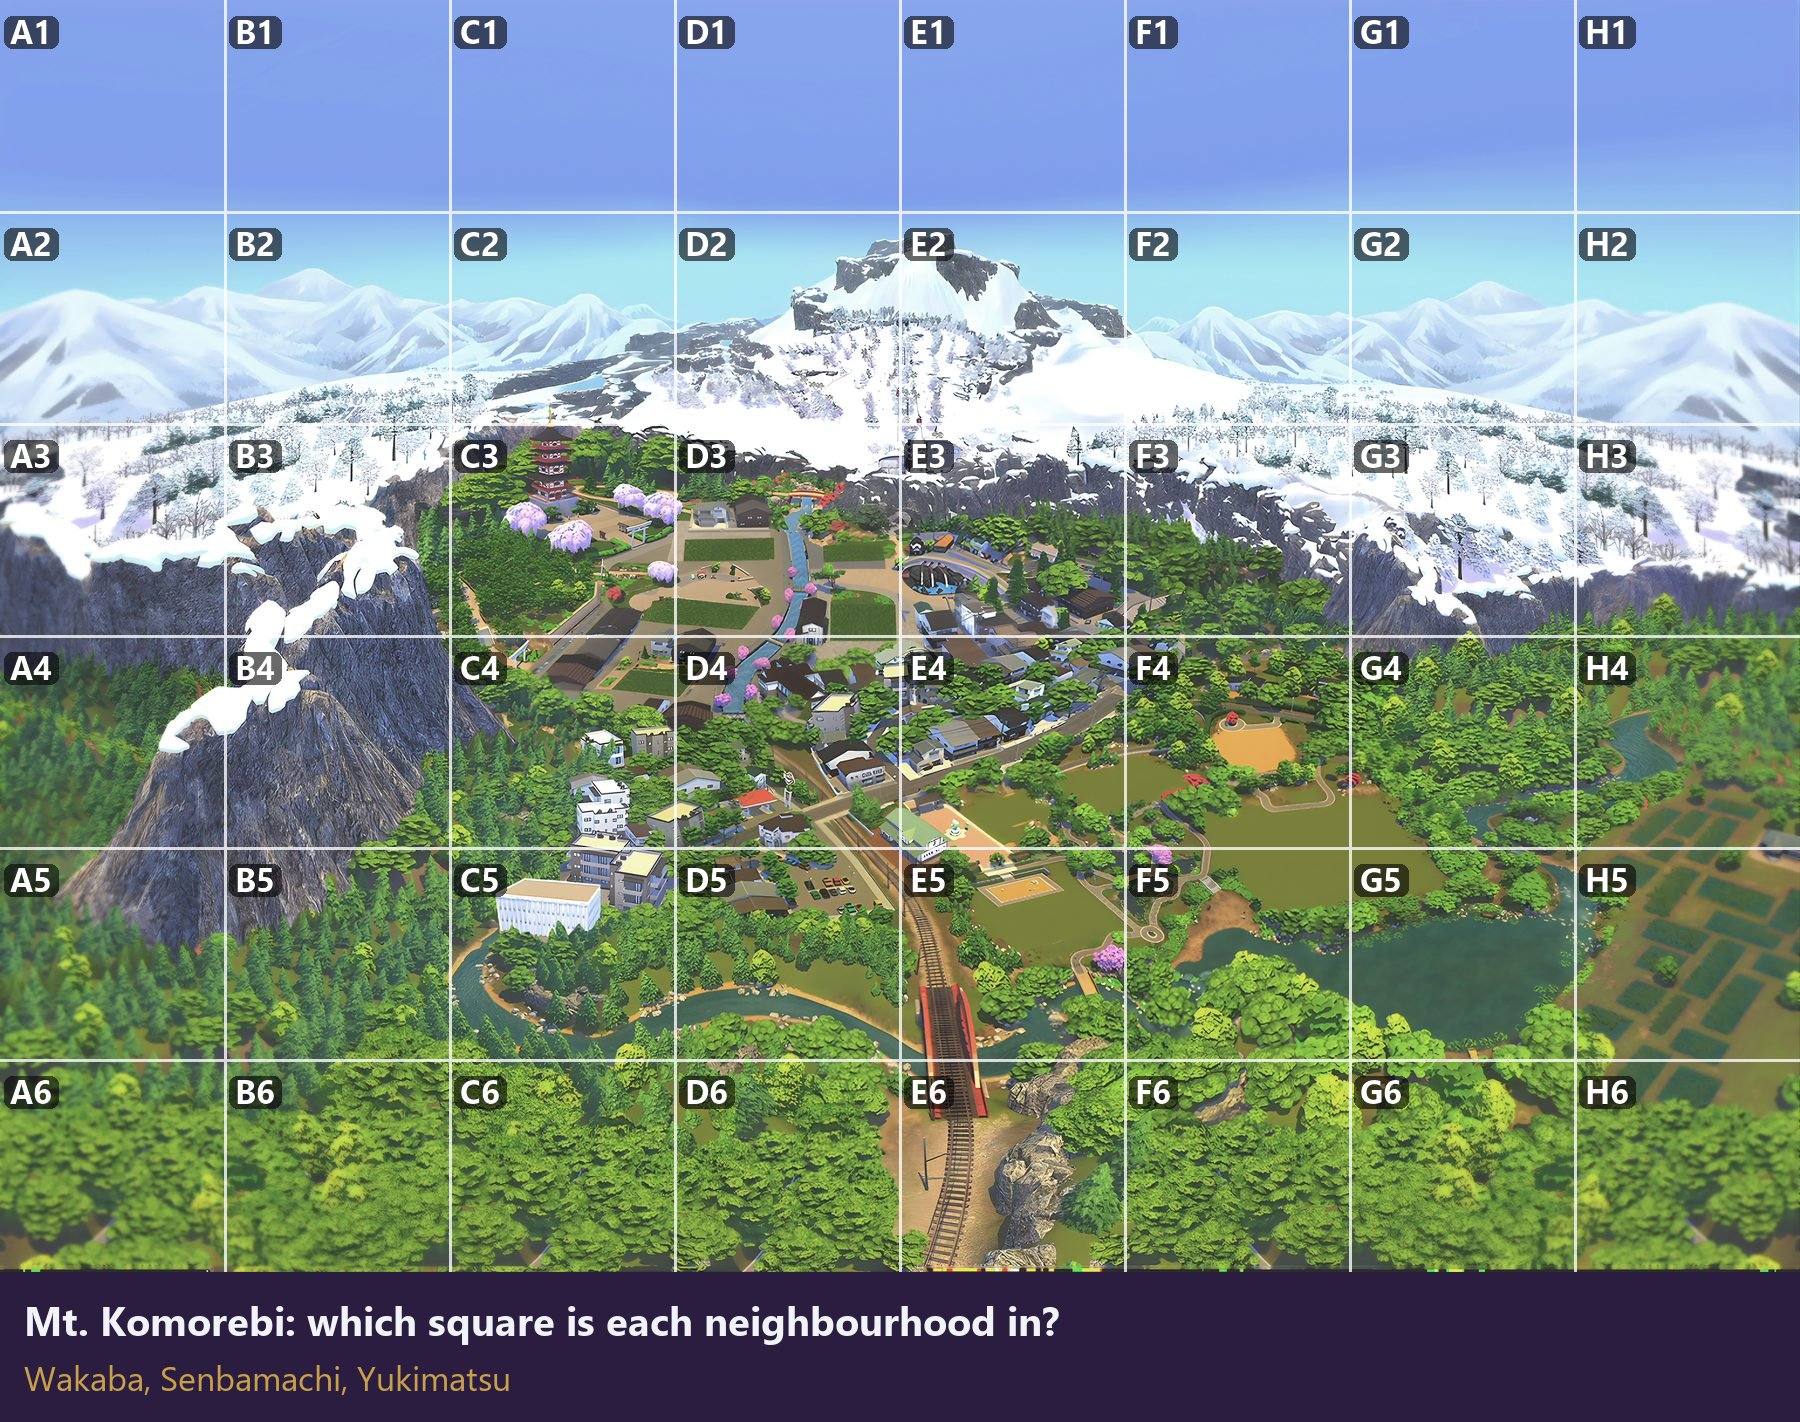 A1 B1 C1 D1 E1 F1 G1 H1
A2 B2 C2 D2 E2 F2 G2 H2
A3 B3 C3 D3 E3 F3 G3 H3
A4 B4 C4 D4 E4 F4 G4 H4
A5 B5 C5 D5 E5 F5 G5 H5
A6 B6 C6 D6 E6 F6 G6 H6
Mt. Komorebi: which square is each neighbourhood in?
Wakaba, Senbamachi, Yukimatsu